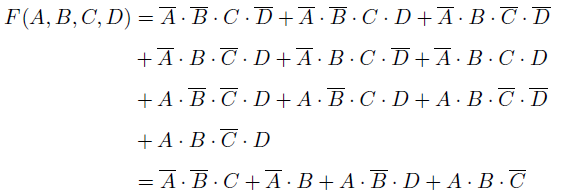 F(A, B, C, D) = A̅ · B̅ · C · D̅ + A̅ · B̅ · C · D + A̅ · B · C̅ · D̅
+ A̅ · B · C̅ · D + A̅ · B · C · D̅ + A̅ · B · C · D
+ A · B̅ · C̅ · D + A · B̅ · C · D + A · B · C̅ · D̅
+ A · B · C̅ · D
= A̅ · B̅ · C + A̅ · B + A · B̅ · D + A · B · C̅